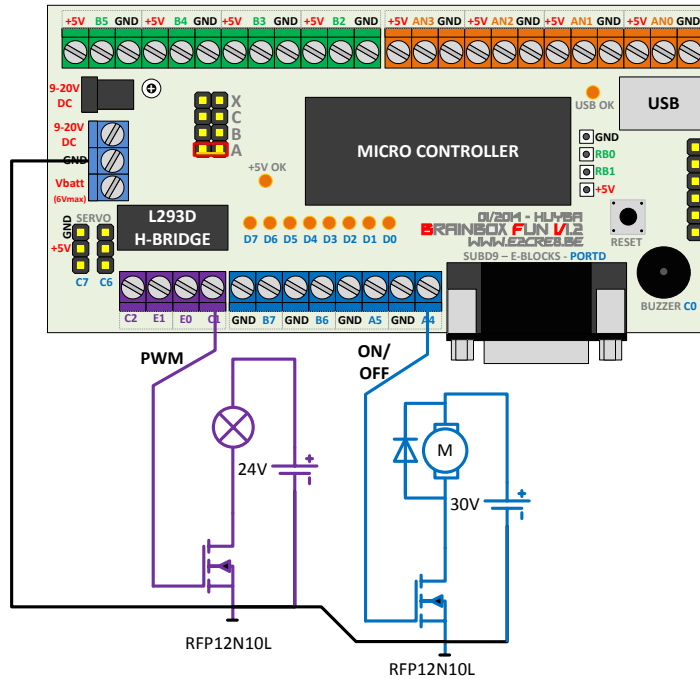 +5V B5 GND +5V B4 GND +5V B3 GND +5V B2 GND
+5V AN3 GND +5V AN2 GND +5V AN1 GND +5V AN0 GND
9-20V
DC
9-20V
DC
GND
Vbatt
(6Vmax)
X
C
B
A
+5V OK
MICRO CONTROLLER
USB OK
USB
GND
RB0
RB1
+5V
SERVO
GND
+5V
C7 C6
L293D
H-BRIDGE
D7 D6 D5 D4 D3 D2 D1 D0
01/2014 - HUYBA
BRAINBOX FUN V1.2
WWW.E2CRE8.BE
SUBD9 – E-BLOCKS - PORTD
RESET
BUZZER C0
C2 E1 E0 C1
GND B7 GND B6 GND A5 GND A4
PWM
ON/
OFF
24V
+
M
30V
+
RFP12N10L
RFP12N10L